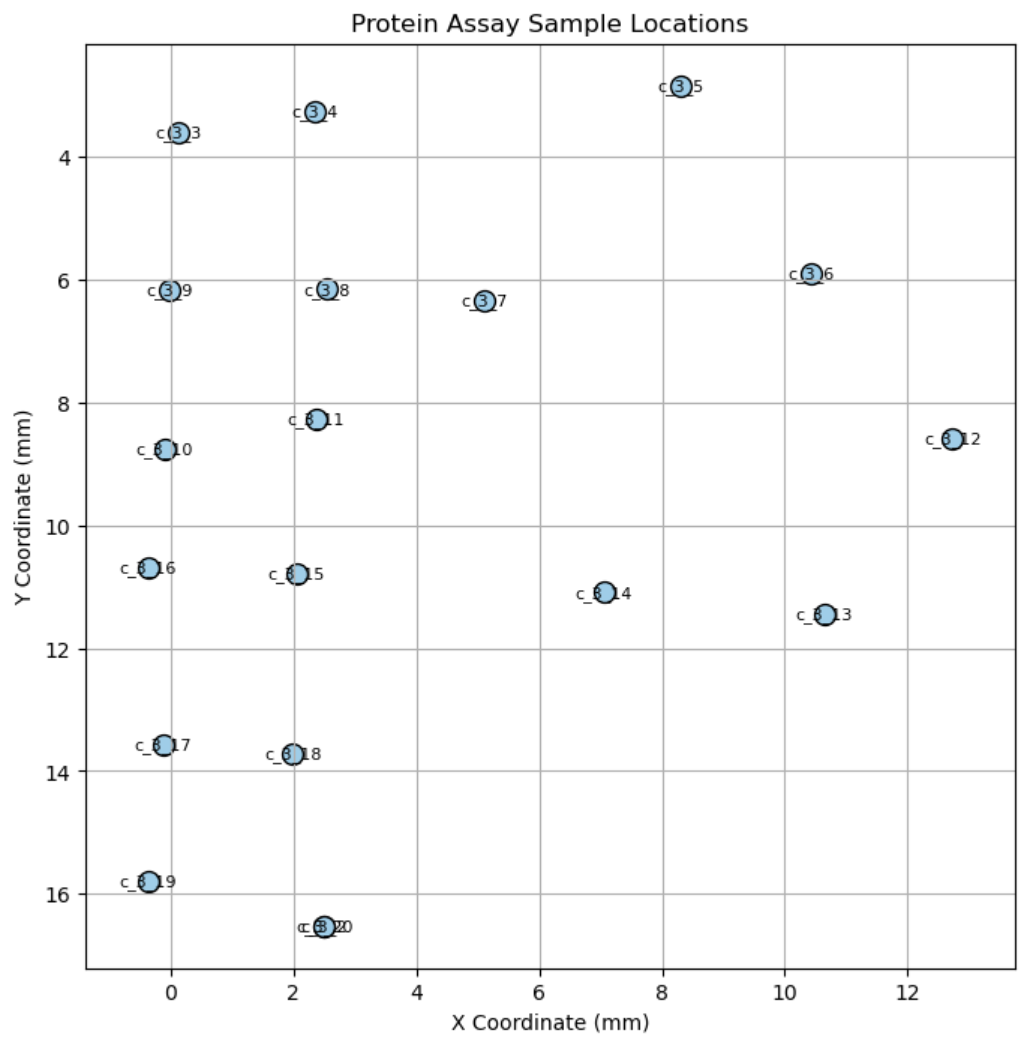 Protein Assay Sample Locations
c_3_5
c_3_4
c_3_3
4
c_3_6
6
c_3_9
c_3_8
c_3_7
8
c_3_11
c_3_12
c_3_10
10
c_3_16
c_3_15
c_3_14
c_3_13
12
c_3_17
c_3_18
14
c_3_19
16
c_3_20
0 2 4 6 8 10 12
X Coordinate (mm)
Y Coordinate (mm)